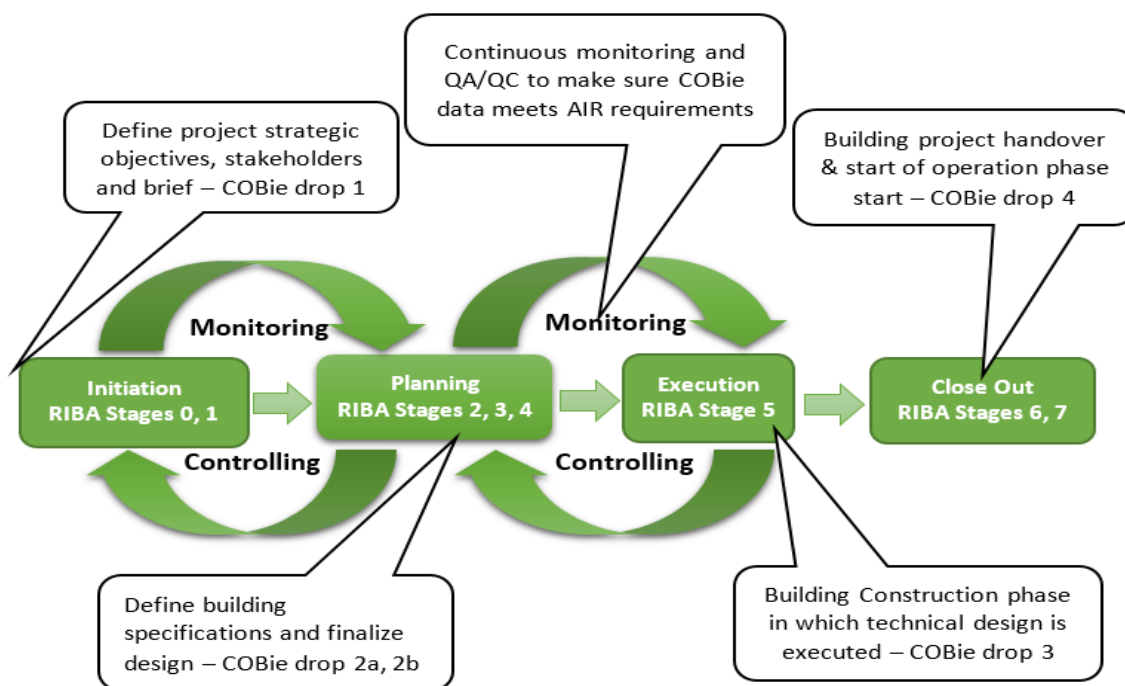 Continuous monitoring and
QA/QC to make sure COBie
data meets AIR requirements
Define project strategic
objectives, stakeholders
and brief – COBie drop 1
Building project handover
& start of operation phase
start – COBie drop 4
Monitoring
Monitoring
Initiation
RIBA Stages 0, 1
Planning
RIBA Stages 2, 3, 4
Execution
RIBA Stage 5
Close Out
RIBA Stages 6, 7
Controlling
Controlling
Define building
specifications and finalize
design – COBie drop 2a, 2b
Building Construction phase
in which technical design is
executed – COBie drop 3